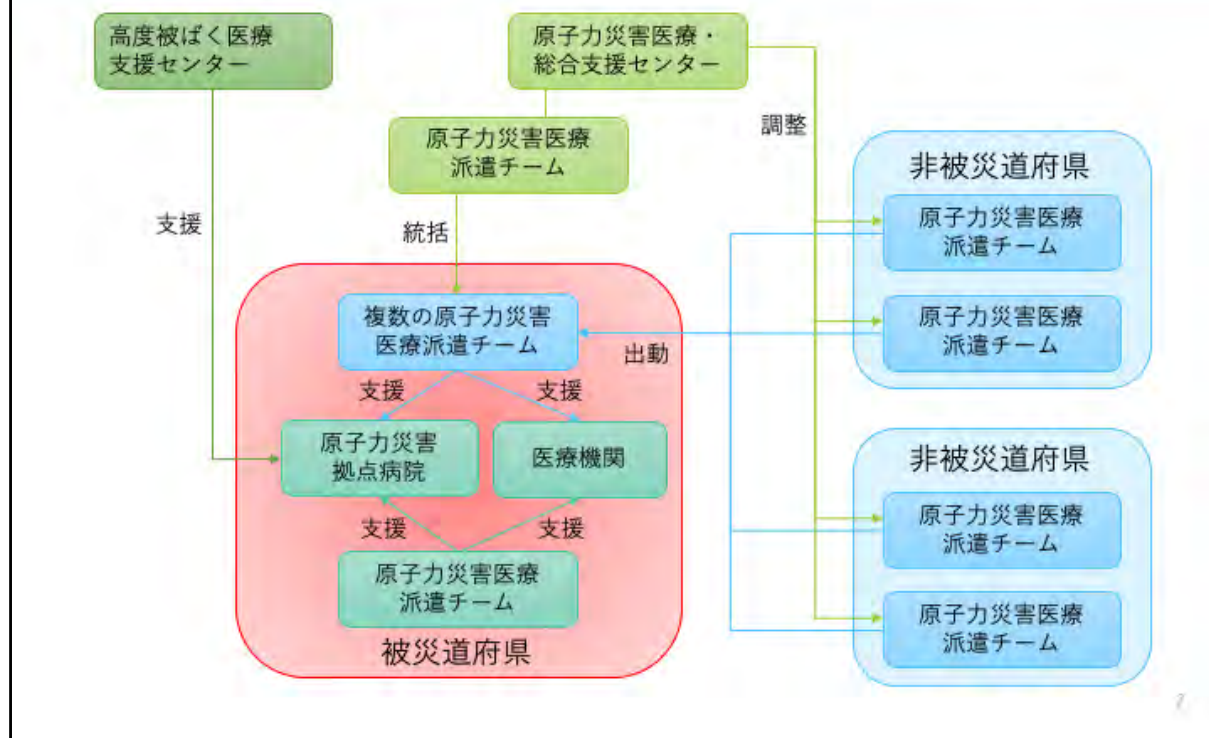 高度被ばく医療
支援センター
原子力災害医療・
総合支援センター
原子力災害医療
派遣チーム
調整
支援
統括
非被災道府県
原子力災害医療
派遣チーム
原子力災害医療
派遣チーム
複数の原子力災害
医療派遣チーム
出動
支援
支援
原子力災害
拠点病院
医療機関
支援
支援
原子力災害医療
派遣チーム
被災道府県
非被災道府県
原子力災害医療
派遣チーム
原子力災害医療
派遣チーム
7